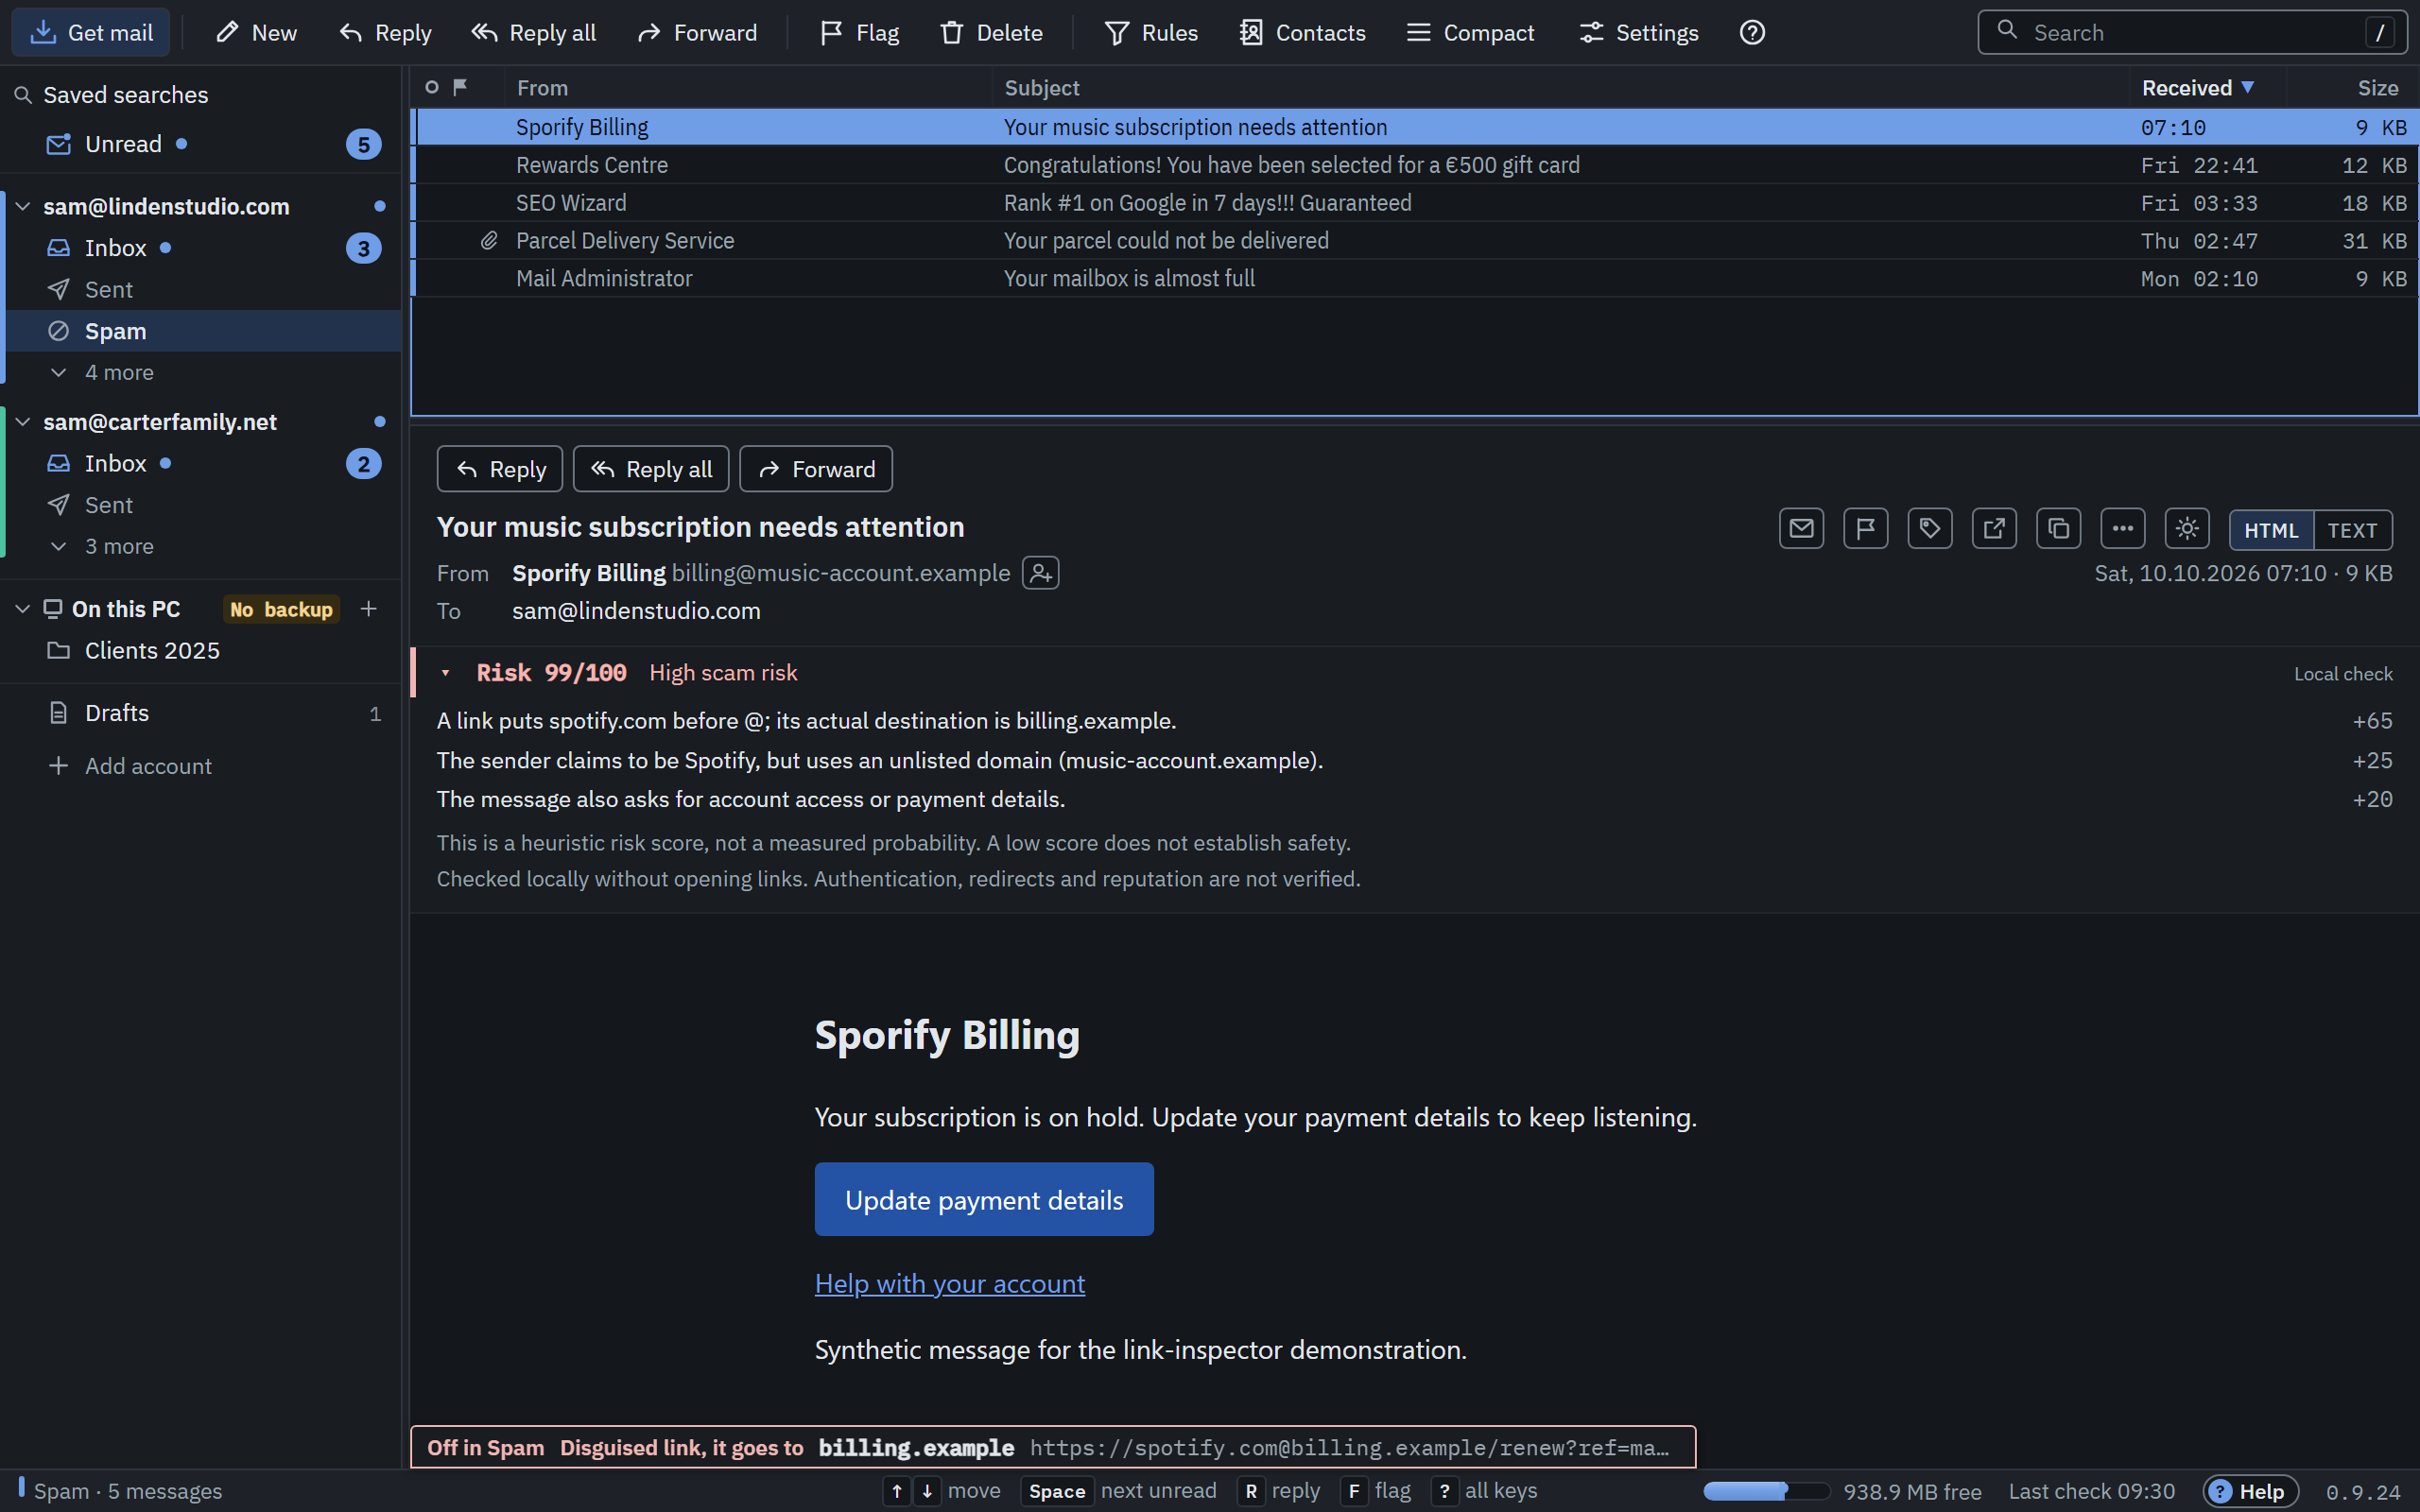 Get mail New Reply Reply all Forward Flag Delete Rules Contacts Compact Settings ? Search /
Saved searches
Unread 5
sam@lindenstudio.com
Inbox 3
Sent
Spam
4 more
sam@carterfamily.net
Inbox 2
Sent
3 more
On this PC No backup +
Clients 2025
Drafts 1
+ Add account
From Subject Received Size
Sporify Billing Your music subscription needs attention 07:10 9 KB
Rewards Centre Congratulations! You have been selected for a €500 gift card Fri 22:41 12 KB
SEO Wizard Rank #1 on Google in 7 days!!! Guaranteed Fri 03:33 18 KB
Parcel Delivery Service Your parcel could not be delivered Thu 02:47 31 KB
Mail Administrator Your mailbox is almost full Mon 02:10 9 KB
Reply Reply all Forward
Your music subscription needs attention HTML TEXT
From Sporify Billing billing@music-account.example Sat, 10.10.2026 07:10 · 9 KB
To sam@lindenstudio.com
Risk 99/100 High scam risk Local check
A link puts spotify.com before @; its actual destination is billing.example. +65
The sender claims to be Spotify, but uses an unlisted domain (music-account.example). +25
The message also asks for account access or payment details. +20
This is a heuristic risk score, not a measured probability. A low score does not establish safety.
Checked locally without opening links. Authentication, redirects and reputation are not verified.
Sporify Billing
Your subscription is on hold. Update your payment details to keep listening.
Update payment details
Help with your account
Synthetic message for the link-inspector demonstration.
Off in Spam Disguised link, it goes to billing.example https://spotify.com@billing.example/renew?ref=ma…
Spam · 5 messages ↑ ↓ move Space next unread R reply F flag ? all keys 938.9 MB free Last check 09:30 ? Help 0.9.24